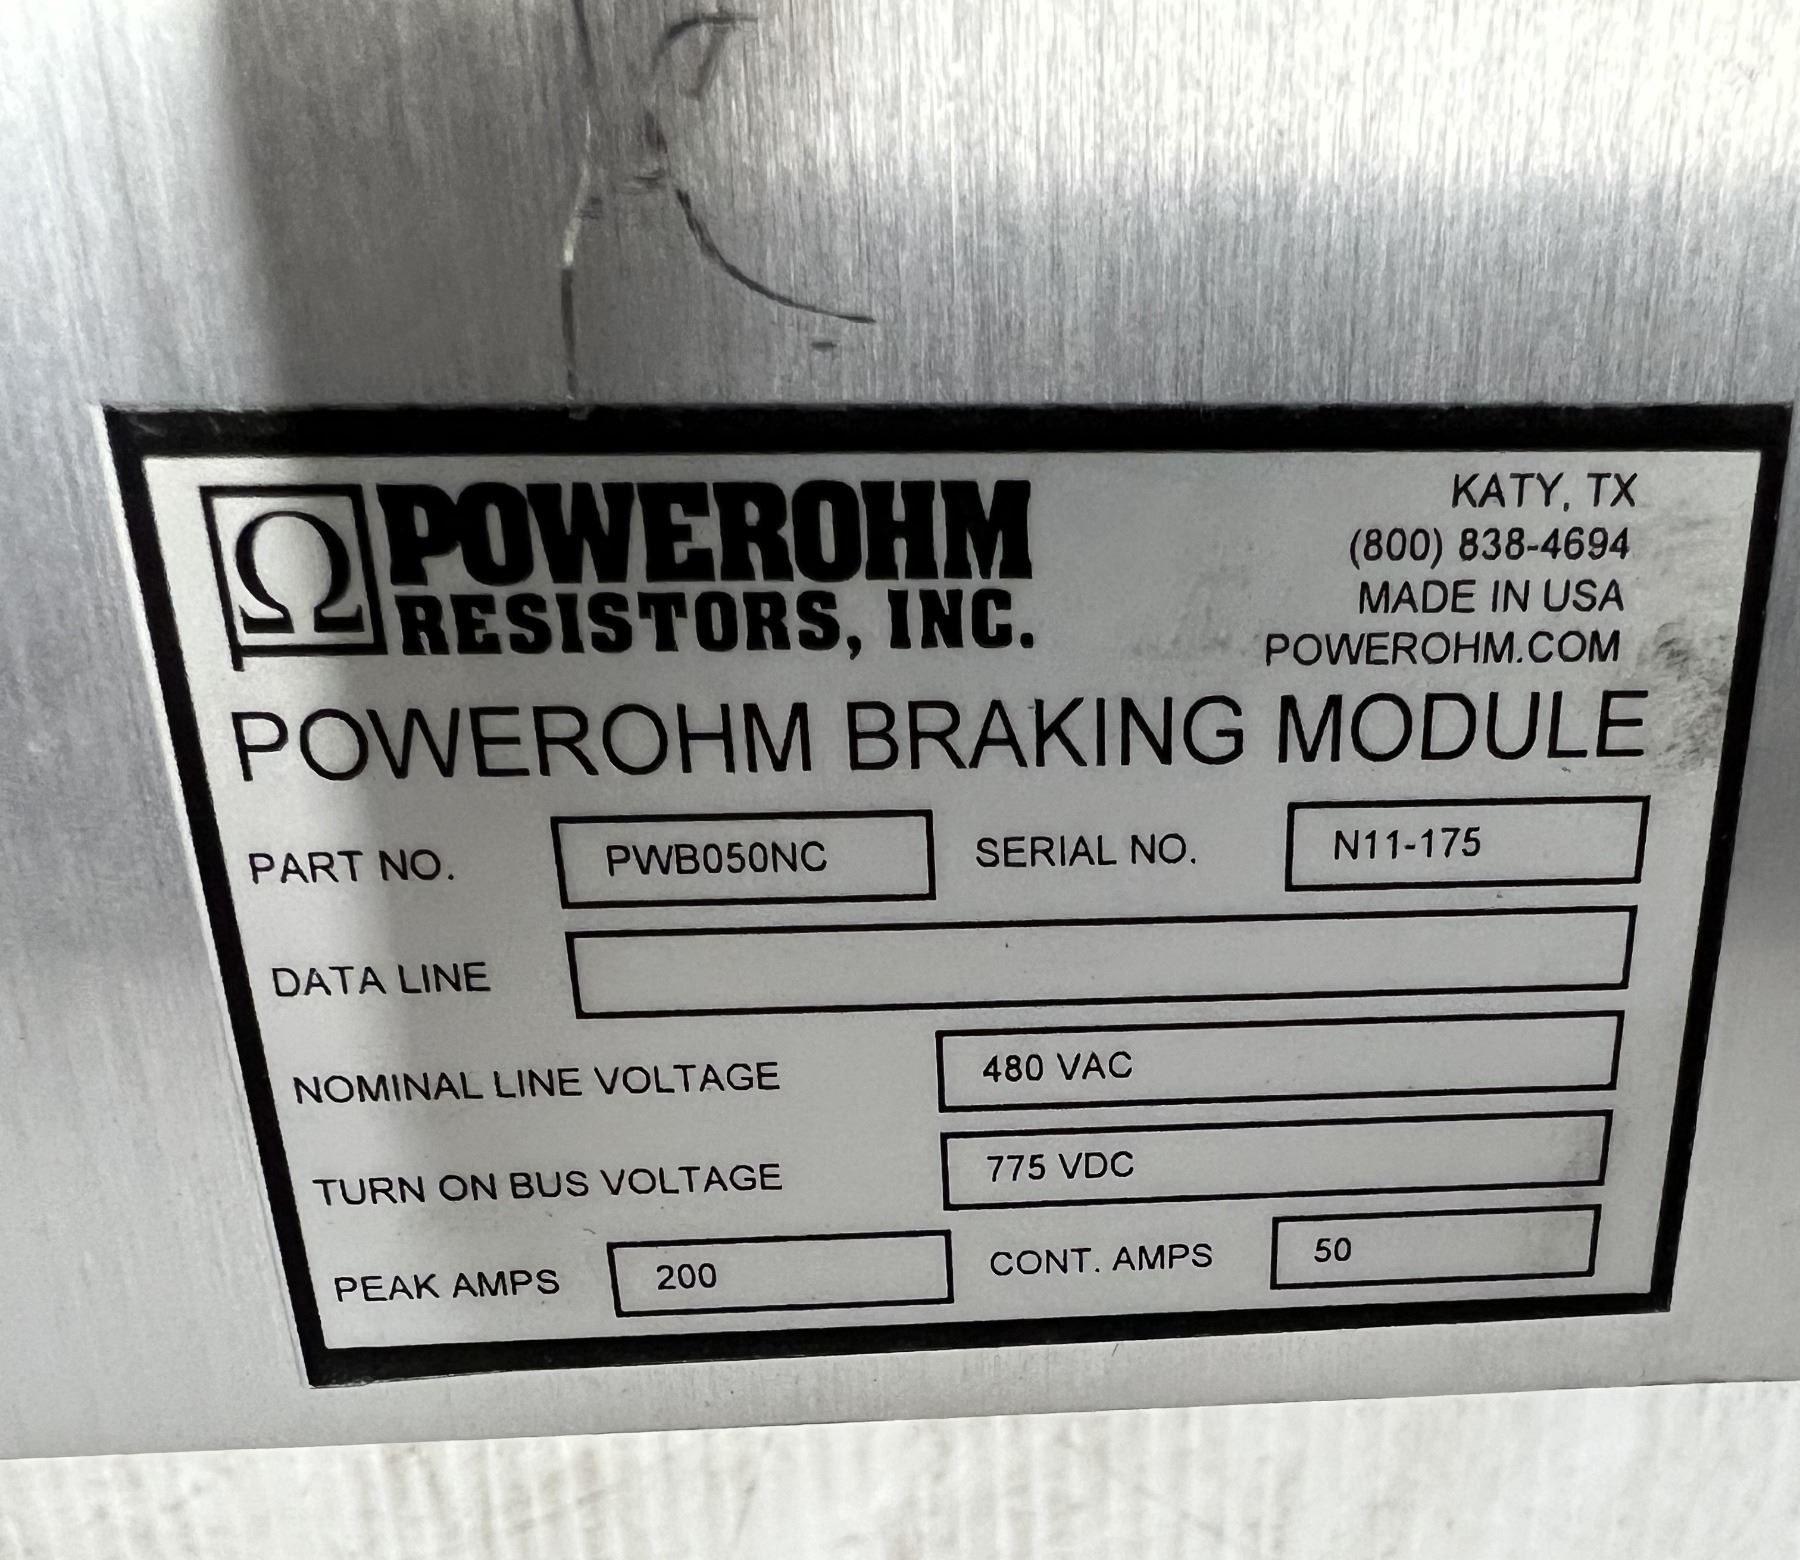 Ω POWEROHM
RESISTORS, INC.
KATY, TX
(800) 838-4694
MADE IN USA
POWEROHM.COM
POWEROHM BRAKING MODULE
PART NO. PWB050NC SERIAL NO. N11-175
DATA LINE
NOMINAL LINE VOLTAGE 480 VAC
TURN ON BUS VOLTAGE 775 VDC
PEAK AMPS 200 CONT. AMPS 50